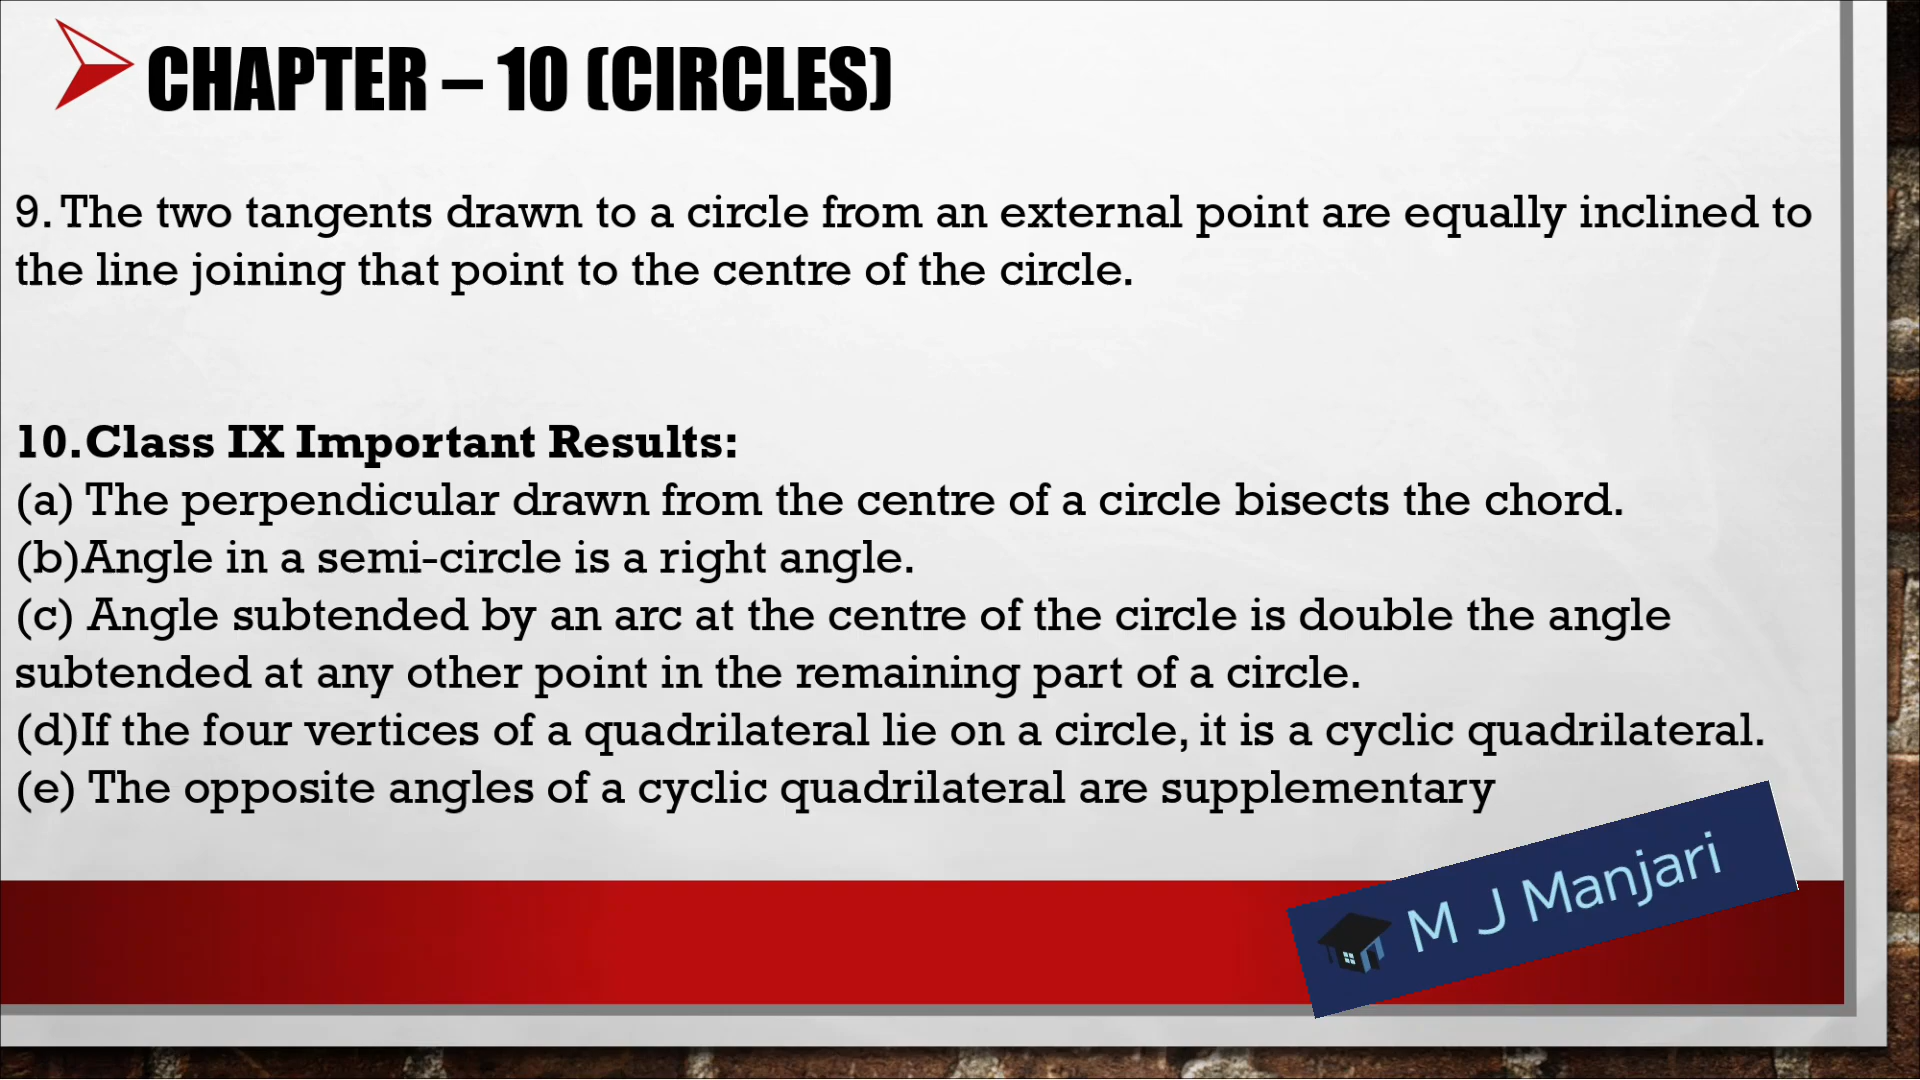 CHAPTER – 10 (CIRCLES)
9. The two tangents drawn to a circle from an external point are equally inclined to
the line joining that point to the centre of the circle.
10. Class IX Important Results:
(a) The perpendicular drawn from the centre of a circle bisects the chord.
(b)Angle in a semi-circle is a right angle.
(c) Angle subtended by an arc at the centre of the circle is double the angle
subtended at any other point in the remaining part of a circle.
(d)If the four vertices of a quadrilateral lie on a circle, it is a cyclic quadrilateral.
(e) The opposite angles of a cyclic quadrilateral are supplementary
M J Manjari